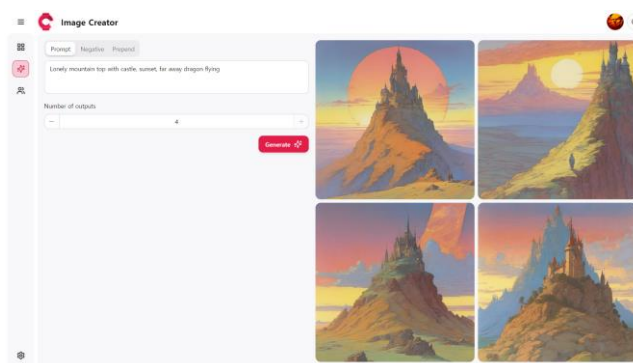 Image Creator
Prompt Negative Prepend
Lonely mountain top with castle, sunset, far away dragon flying
Number of outputs
4
Generate